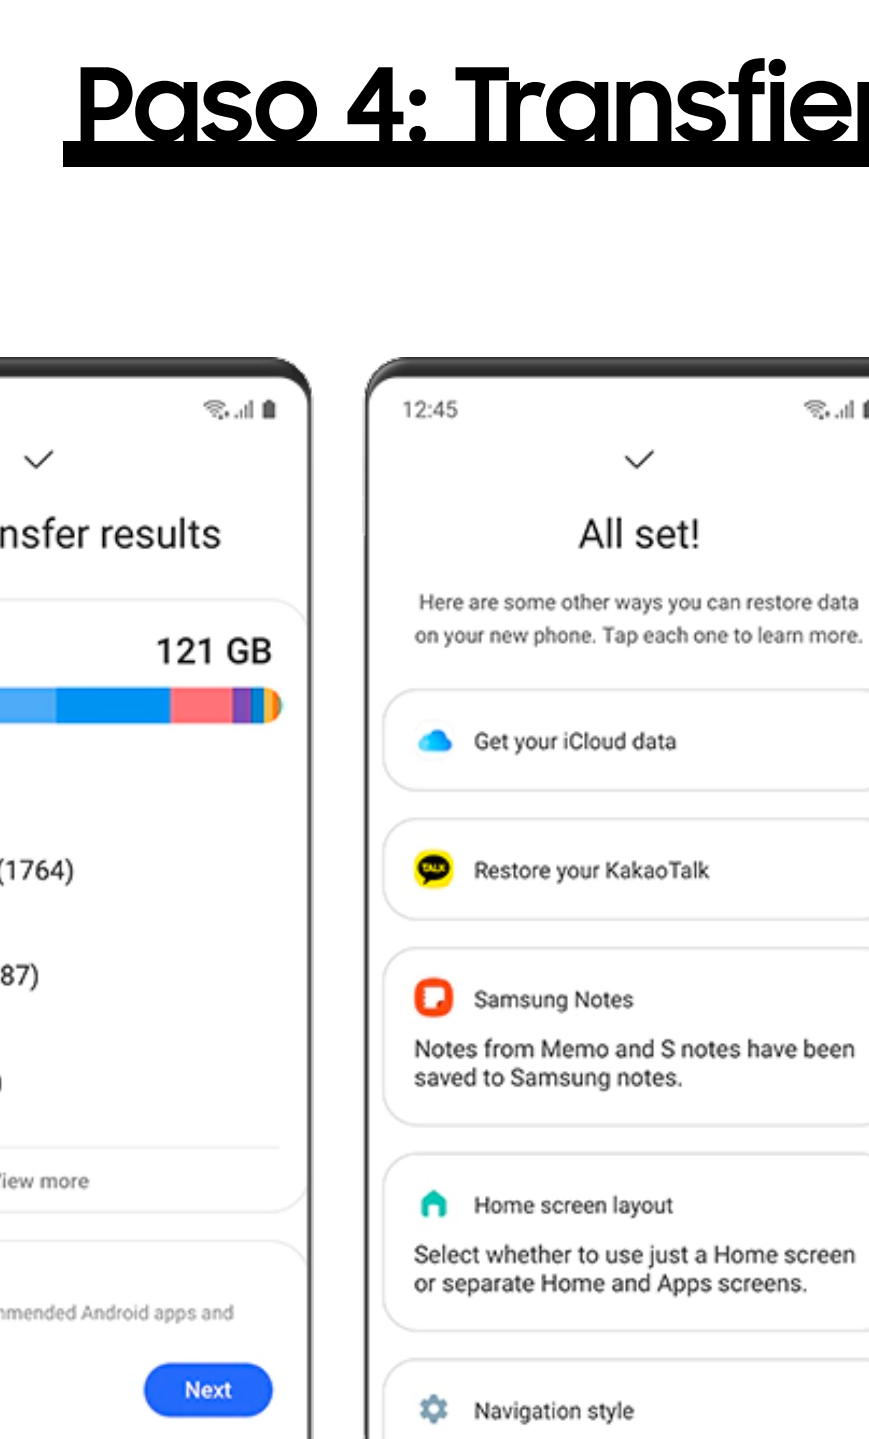 Paso 4: Transfier
nsfer results
121 GB
(1764)
87)
)
iew more
mmended Android apps and
Next
12:45
All set!
Here are some other ways you can restore data
on your new phone. Tap each one to learn more.
Get your iCloud data
TALK
Restore your KakaoTalk
Samsung Notes
Notes from Memo and S notes have been
saved to Samsung notes.
Home screen layout
Select whether to use just a Home screen
or separate Home and Apps screens.
Navigation style